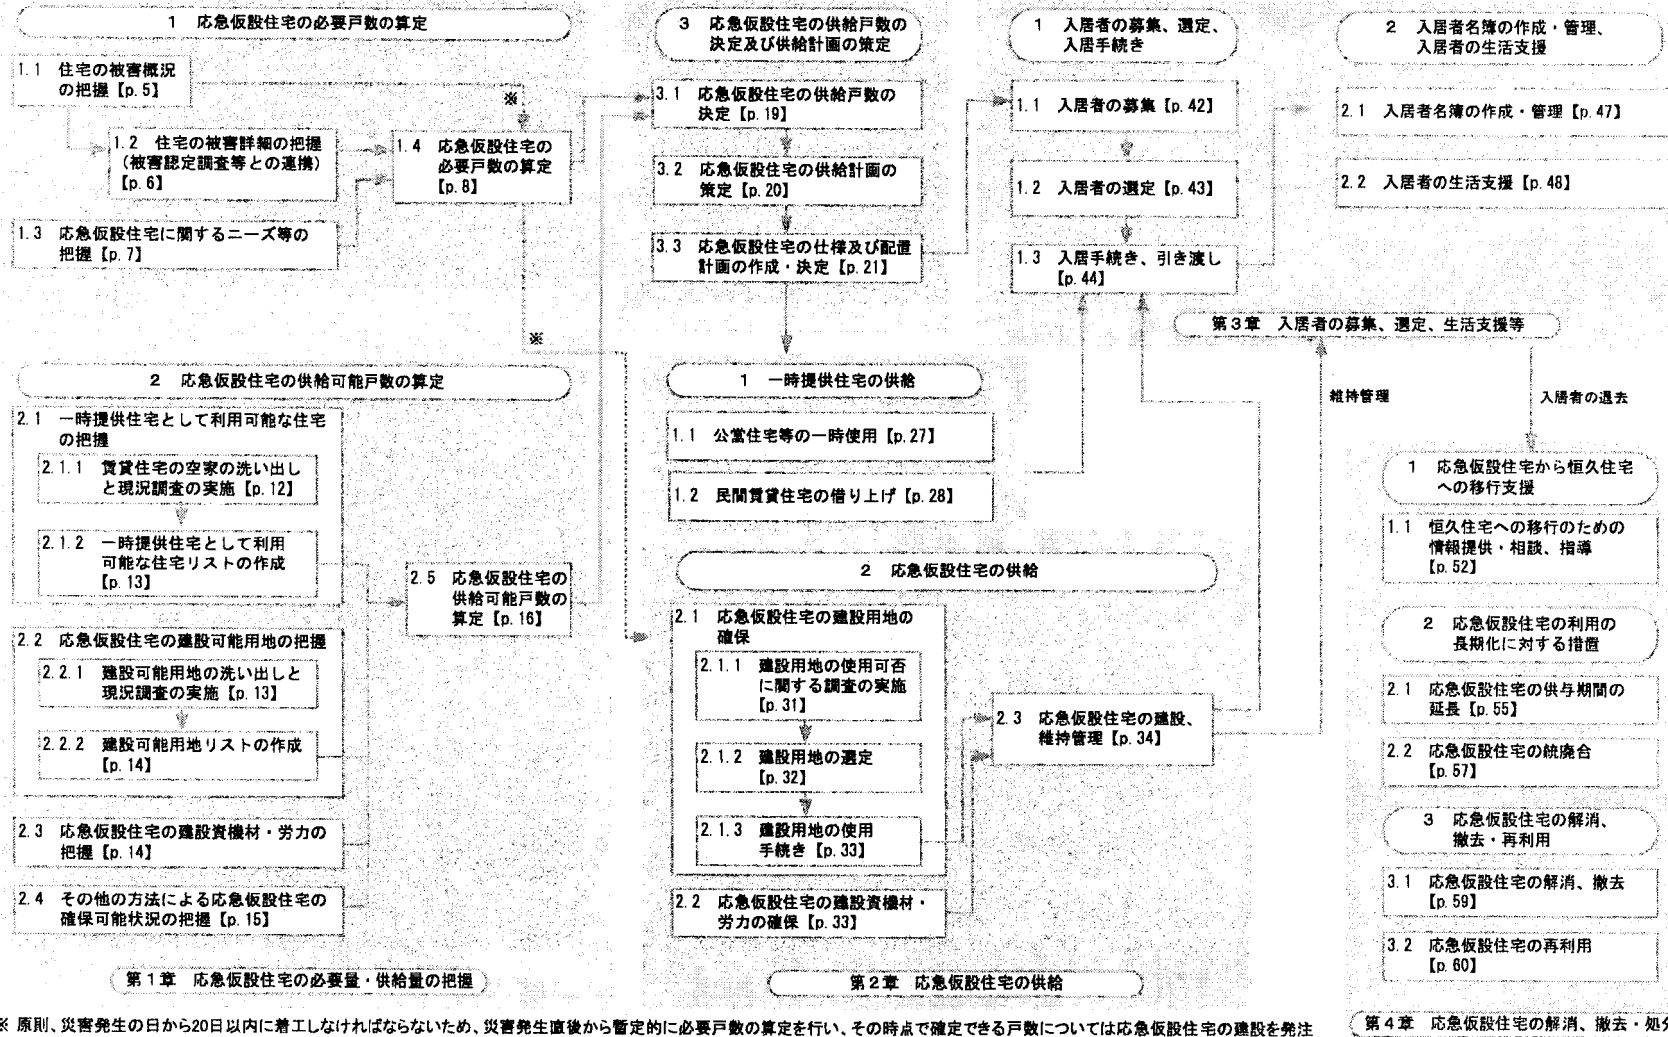 1 応急仮設住宅の必要戸数の算定
1.1 住宅の被害概況
の把握【p.5】
※
1.2 住宅の被害詳細の把握
（被害認定調査等との連携）
【p.6】
1.3 応急仮設住宅に関するニーズ等の
把握【p.7】
1.4 応急仮設住宅の
必要戸数の算定
【p.8】
※
2 応急仮設住宅の供給可能戸数の算定
2.1 一時提供住宅として利用可能な住宅
の把握
2.1.1 賃貸住宅の空家の洗い出し
と現況調査の実施【p.12】
2.1.2 一時提供住宅として利用
可能な住宅リストの作成
【p.13】
2.2 応急仮設住宅の建設可能用地の把握
2.2.1 建設可能用地の洗い出しと
現況調査の実施【p.13】
2.2.2 建設可能用地リストの作成
【p.14】
2.3 応急仮設住宅の建設資機材・労力の
把握【p.14】
2.4 その他の方法による応急仮設住宅の
確保可能状況の把握【p.15】
2.5 応急仮設住宅の
供給可能戸数の
算定【p.16】
第1章 応急仮設住宅の必要量・供給量の把握
3 応急仮設住宅の供給戸数の
決定及び供給計画の策定
3.1 応急仮設住宅の供給戸数の
決定【p.19】
3.2 応急仮設住宅の供給計画の
策定【p.20】
3.3 応急仮設住宅の仕様及び配置
計画の作成・決定【p.21】
1 一時提供住宅の供給
1.1 公営住宅等の一時使用【p.27】
1.2 民間賃貸住宅の借り上げ【p.28】
2 応急仮設住宅の供給
2.1 応急仮設住宅の建設用地の
確保
2.1.1 建設用地の使用可否
に関する調査の実施
【p.31】
2.1.2 建設用地の選定
【p.32】
2.1.3 建設用地の使用
手続き【p.33】
2.2 応急仮設住宅の建設資機材・
労力の確保【p.33】
2.3 応急仮設住宅の建設、
維持管理【p.34】
第2章 応急仮設住宅の供給
1 入居者の募集、選定、
入居手続き
1.1 入居者の募集【p.42】
1.2 入居者の選定【p.43】
1.3 入居手続き、引き渡し
【p.44】
2 入居者名簿の作成・管理、
入居者の生活支援
2.1 入居者名簿の作成・管理【p.47】
2.2 入居者の生活支援【p.48】
第3章 入居者の募集、選定、生活支援等
維持管理
入居者の退去
1 応急仮設住宅から恒久住宅
への移行支援
1.1 恒久住宅への移行のための
情報提供・相談、指導
【p.52】
2 応急仮設住宅の利用の
長期化に対する措置
2.1 応急仮設住宅の供与期間の
延長【p.55】
2.2 応急仮設住宅の統廃合
【p.57】
3 応急仮設住宅の解消、
撤去・再利用
3.1 応急仮設住宅の解消、撤去
【p.59】
3.2 応急仮設住宅の再利用
【p.60】
第4章 応急仮設住宅の解消、撤去・処分
※ 原則、災害発生の日から20日以内に着工しなければならないため、災害発生直後から暫定的に必要戸数の算定を行い、その時点で確定できる戸数については応急仮設住宅の建設を発注